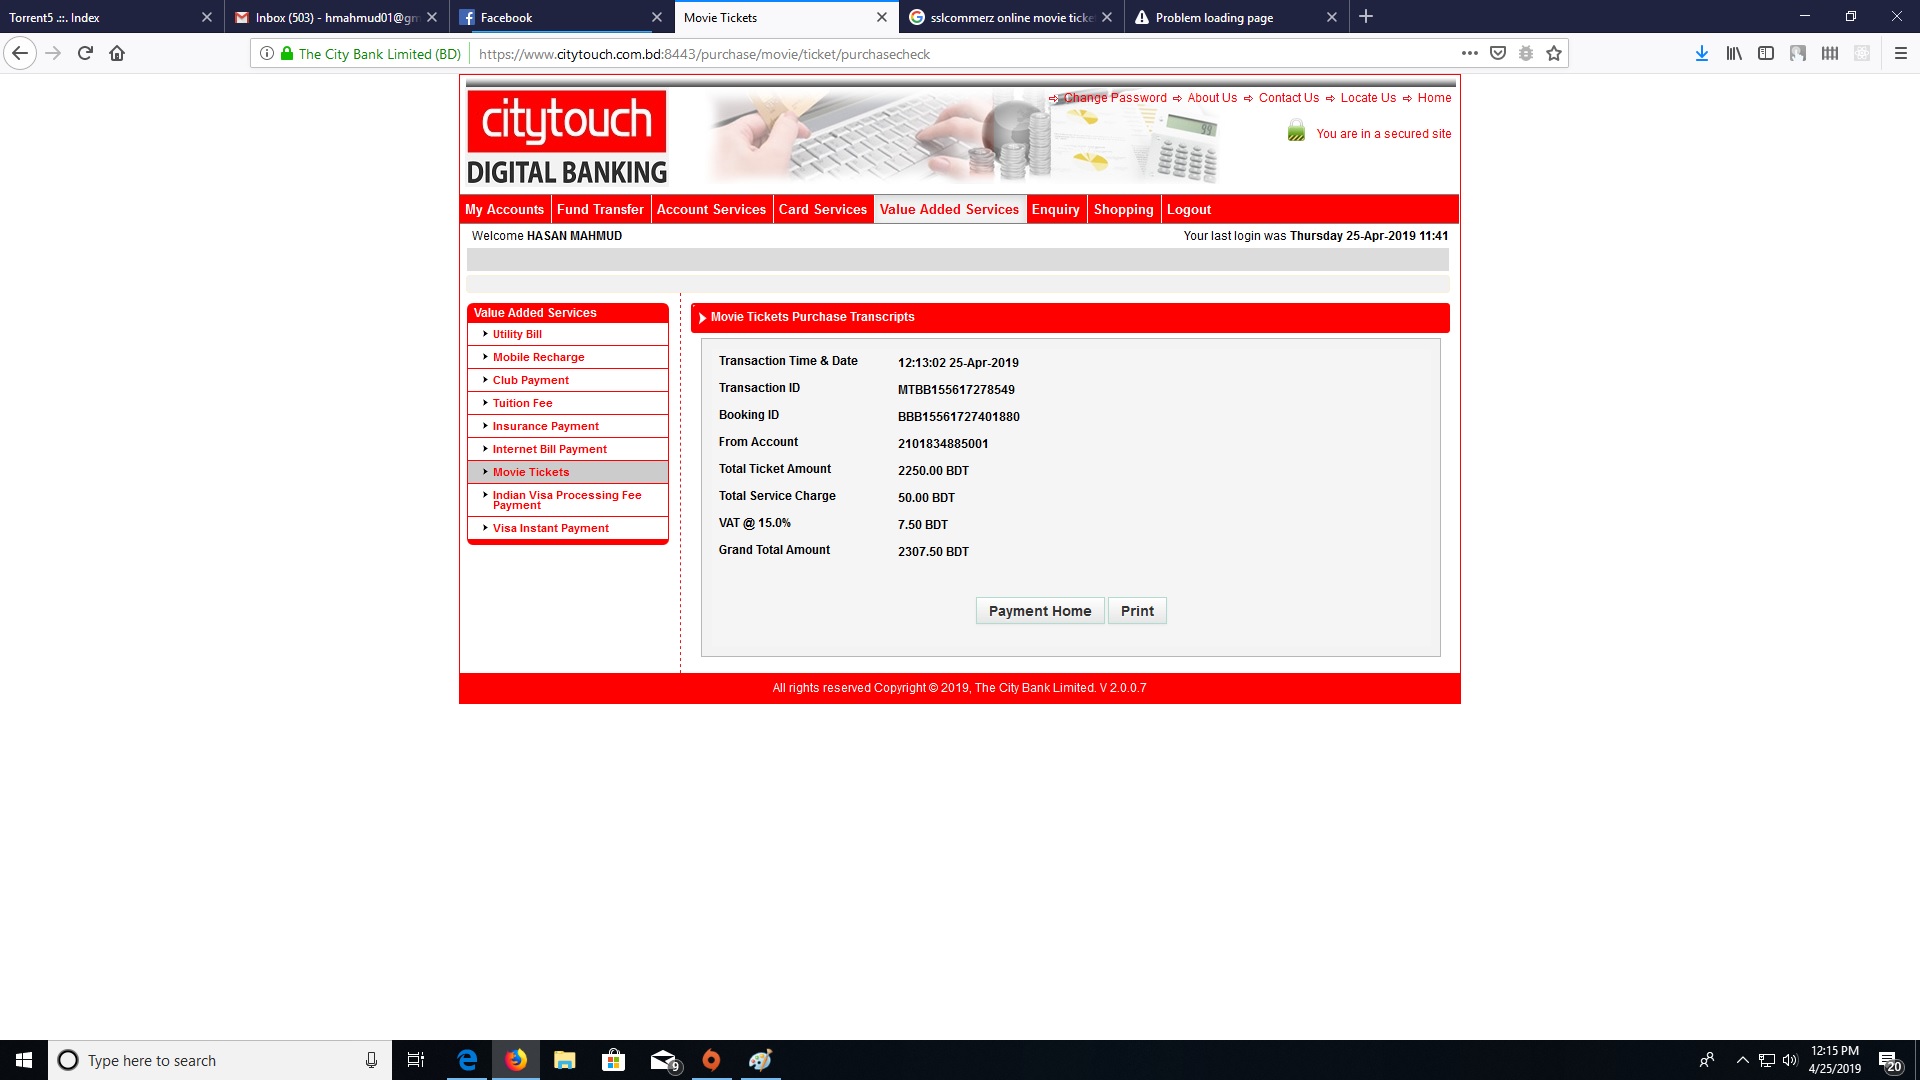 Torrent5 .::. Index
Inbox (503) - hmahmud01@gm
Facebook
Movie Tickets
sslcommerz online movie ticke
Problem loading page
The City Bank Limited (BD)
https://www.citytouch.com.bd:8443/purchase/movie/ticket/purchasecheck
citytouch
DIGITAL BANKING
Change Password
About Us
Contact Us
Locate Us
Home
You are in a secured site
My Accounts
Fund Transfer
Account Services
Card Services
Value Added Services
Enquiry
Shopping
Logout
Welcome HASAN MAHMUD
Your last login was Thursday 25-Apr-2019 11:41
Value Added Services
Utility Bill
Mobile Recharge
Club Payment
Tuition Fee
Insurance Payment
Internet Bill Payment
Movie Tickets
Indian Visa Processing Fee
Payment
Visa Instant Payment
Movie Tickets Purchase Transcripts
Transaction Time & Date 12:13:02 25-Apr-2019
Transaction ID MTBB155617278549
Booking ID BBB15561727401880
From Account 2101834885001
Total Ticket Amount 2250.00 BDT
Total Service Charge 50.00 BDT
VAT @ 15.0% 7.50 BDT
Grand Total Amount 2307.50 BDT
Payment Home
Print
All rights reserved Copyright © 2019, The City Bank Limited. V 2.0.0.7
Type here to search
9
12:15 PM
4/25/2019
20